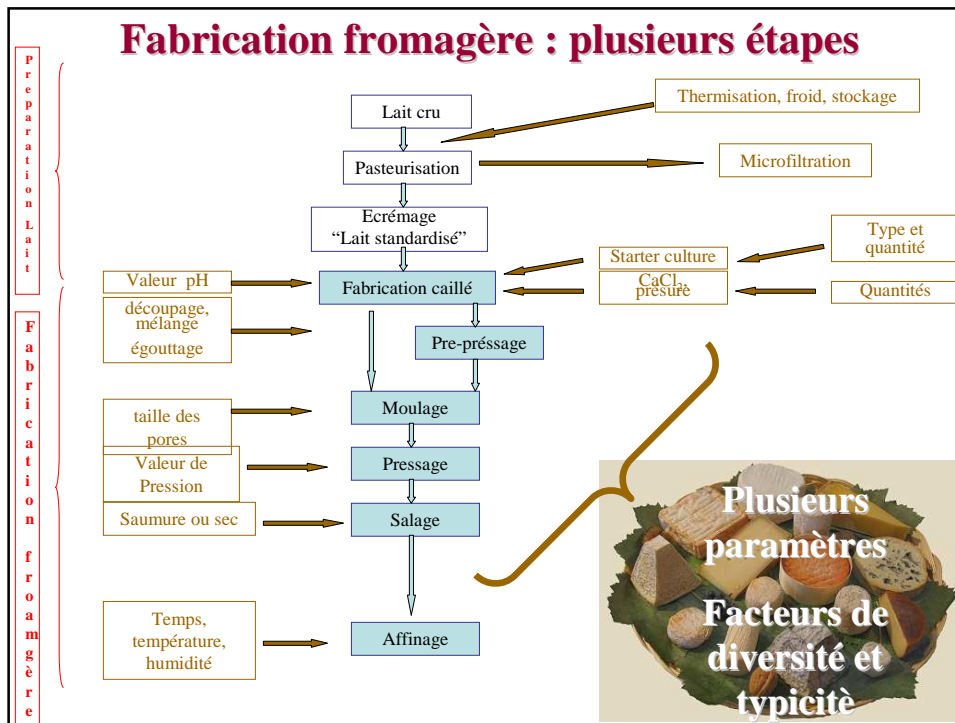 Fabrication fromagère : plusieurs étapes
Preparation Lait
Thermisation, froid, stockage
Lait cru
Pasteurisation
Microfiltration
Ecrémage
“Lait standardisé”
Type et
quantité
Starter culture
CaCl2,
présure
Quantités
Valeur pH
Fabrication caillé
découpage,
mélange
égouttage
Pre-préssage
Fabrication froamgère
taille des
pores
Moulage
Valeur de
Pression
Pressage
Saumure ou sec
Salage
Temps,
température,
humidité
Affinage
Plusieurs
paramètres
Facteurs de
diversité et
typicitè